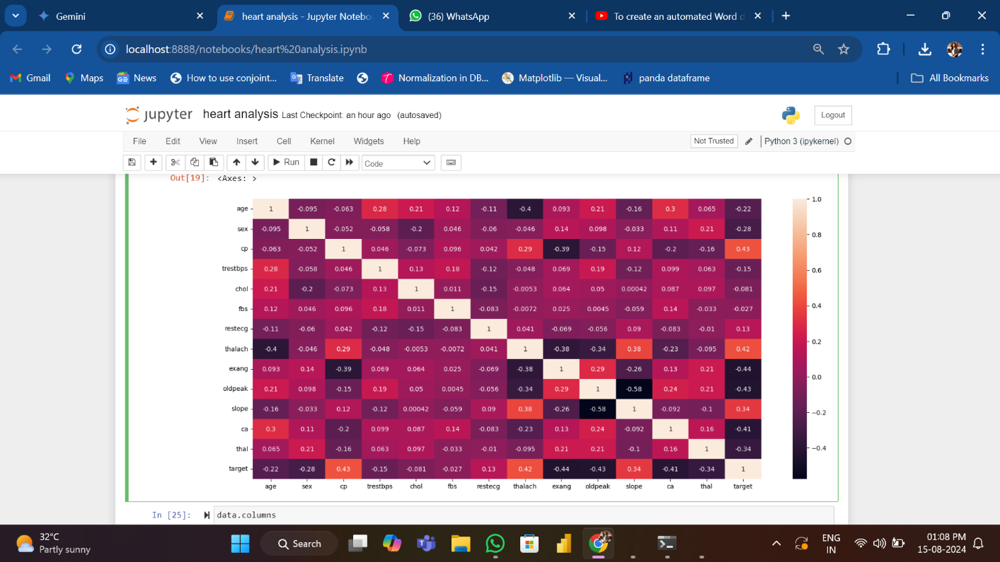 Gemini
heart analysis - Jupyter Notebo
(36) WhatsApp
To create an automated Word d
localhost:8888/notebooks/heart%20analysis.ipynb
Gmail Maps News How to use conjoint... Translate Normalization in DB... Matplotlib — Visual... panda dataframe All Bookmarks
jupyter heart analysis Last Checkpoint: an hour ago (autosaved) Logout
File Edit View Insert Cell Kernel Widgets Help Not Trusted Python 3 (ipykernel)
Run Code
Out[19]: <Axes: >
age 1 -0.095 -0.063 0.28 0.21 0.12 -0.11 -0.4 0.093 0.21 -0.16 0.3 0.065 -0.22
sex -0.095 1 -0.052 -0.058 -0.2 0.046 -0.06 -0.046 0.14 0.098 -0.033 0.11 0.21 -0.28
cp -0.063 -0.052 1 0.046 -0.073 0.096 0.042 0.29 -0.39 -0.15 0.12 -0.2 -0.16 0.43
trestbps 0.28 -0.058 0.046 1 0.13 0.18 -0.12 -0.048 0.069 0.19 -0.12 0.099 0.063 -0.15
chol 0.21 -0.2 -0.073 0.13 1 0.011 -0.15 -0.0053 0.064 0.05 0.00042 0.087 0.097 -0.081
fbs 0.12 0.046 0.096 0.18 0.011 1 -0.083 -0.0072 0.025 0.0045 -0.059 0.14 -0.033 -0.027
restecg -0.11 -0.06 0.042 -0.12 -0.15 -0.083 1 0.041 -0.069 -0.056 0.09 -0.083 -0.01 0.13
thalach -0.4 -0.046 0.29 -0.048 -0.0053 -0.0072 0.041 1 -0.38 -0.34 0.38 -0.23 -0.095 0.42
exang 0.093 0.14 -0.39 0.069 0.064 0.025 -0.069 -0.38 1 0.29 -0.26 0.13 0.21 -0.44
oldpeak 0.21 0.098 -0.15 0.19 0.05 0.0045 -0.056 -0.34 0.29 1 -0.58 0.24 0.21 -0.43
slope -0.16 -0.033 0.12 -0.12 0.00042 -0.059 0.09 0.38 -0.26 -0.58 1 -0.092 -0.1 0.34
ca 0.3 0.11 -0.2 0.099 0.087 0.14 -0.083 -0.23 0.13 0.24 -0.092 1 0.16 -0.41
thal 0.065 0.21 -0.16 0.063 0.097 -0.033 -0.01 -0.095 0.21 0.21 -0.1 0.16 1 -0.34
target -0.22 -0.28 0.43 -0.15 -0.081 -0.027 0.13 0.42 -0.44 -0.43 0.34 -0.41 -0.34 1
age sex cp trestbps chol fbs restecg thalach exang oldpeak slope ca thal target
1.0
0.8
0.6
0.4
0.2
0.0
-0.2
-0.4
In [25]: data.columns
32°C
Partly sunny
Search
ENG
IN
01:08 PM
15-08-2024